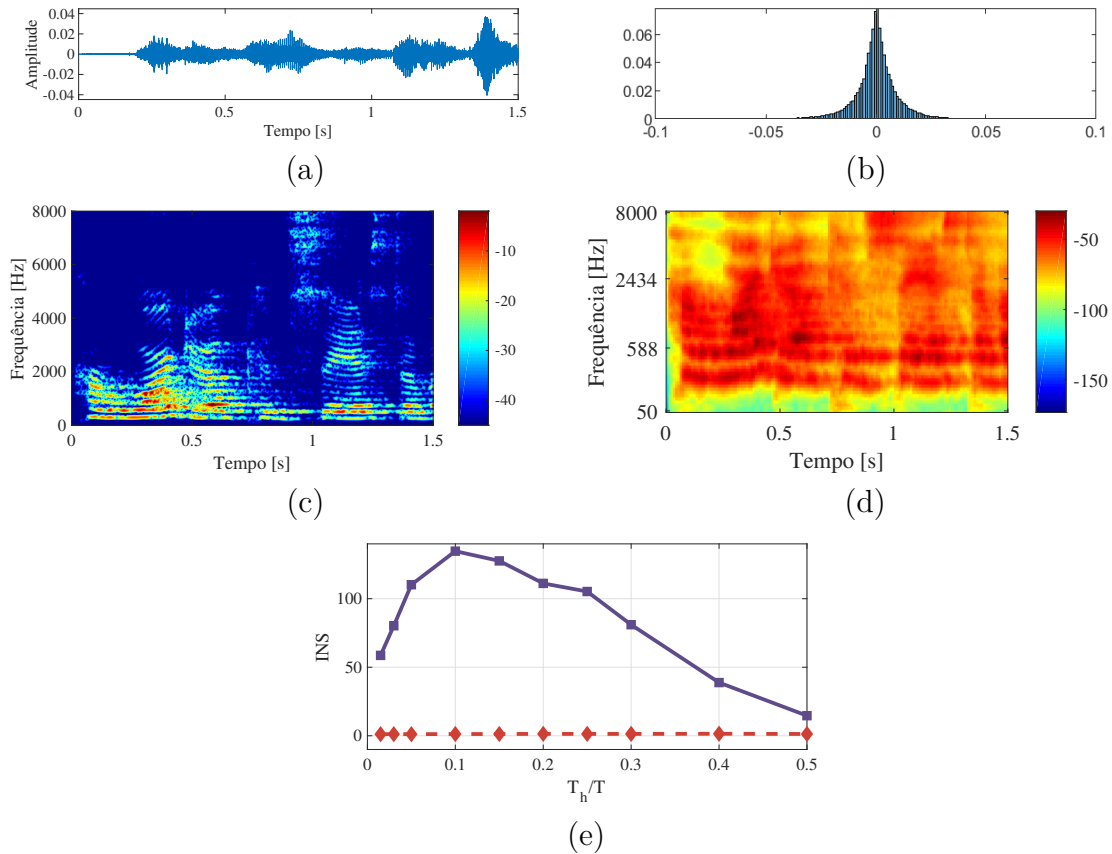 0.04
0.02
0
-0.02
-0.04
Amplitude
0 0.5 1 1.5
Tempo [s]
(a)
0.06
0.04
0.02
0
-0.1 -0.05 0 0.05 0.1
(b)
8000
6000
4000
2000
0
Frequência [Hz]
0 0.5 1 1.5
Tempo [s]
-10
-20
-30
-40
(c)
8000
2434
588
50
Frequência [Hz]
0 0.5 1 1.5
Tempo [s]
-50
-100
-150
(d)
100
50
0
INS
0 0.1 0.2 0.3 0.4 0.5
T_h/T
(e)